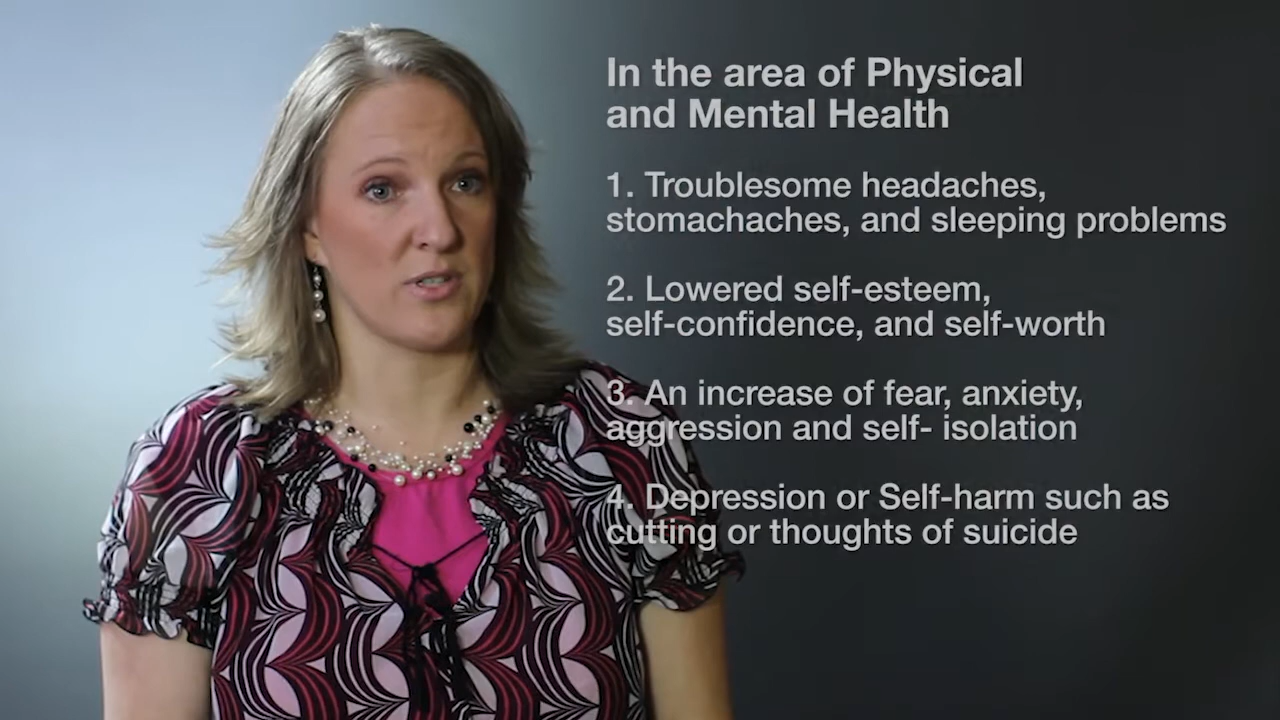 In the area of Physical
and Mental Health
1. Troublesome headaches,
stomachaches, and sleeping problems
2. Lowered self-esteem,
self-confidence, and self-worth
3. An increase of fear, anxiety,
aggression and self- isolation
4. Depression or Self-harm such as
cutting or thoughts of suicide